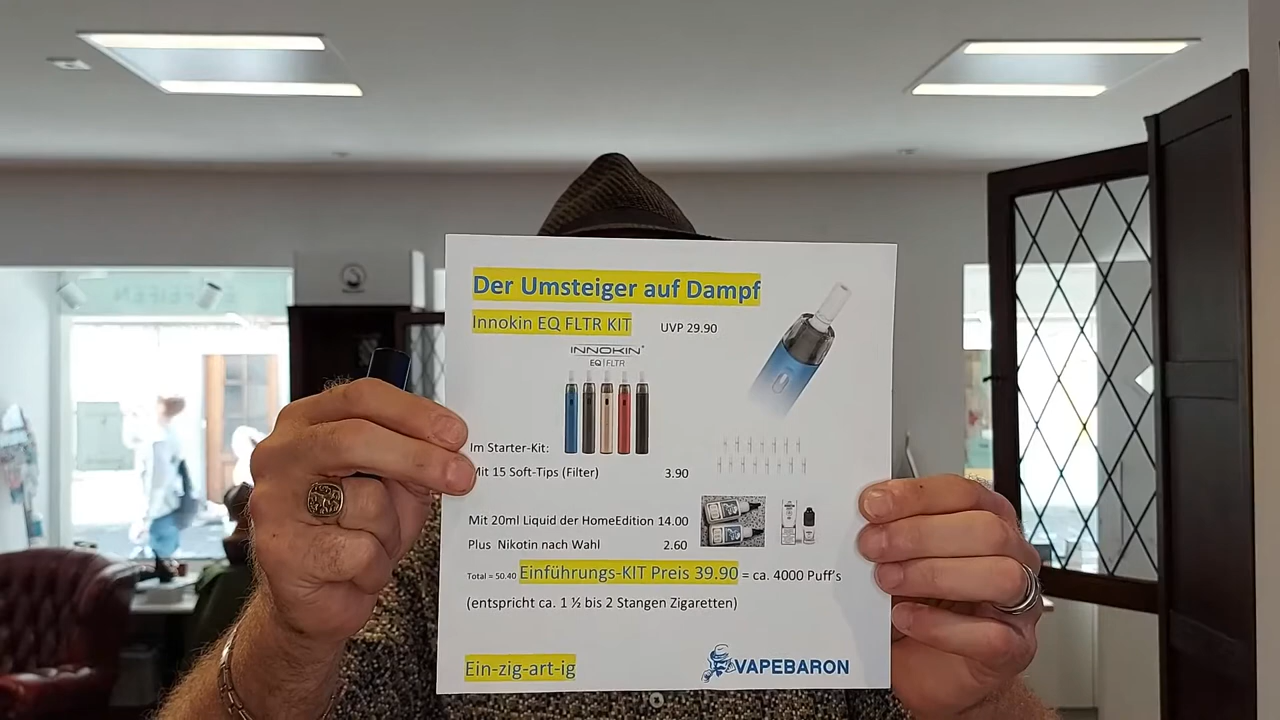 Der Umsteiger auf Dampf
Innokin EQ FLTR KIT UVP 29.90
INNOKIN
EQ|FLTR
Im Starter-Kit:
Mit 15 Soft-Tips (Filter) 3.90
Mit 20ml Liquid der HomeEdition 14.00
Plus Nikotin nach Wahl 2.60
Total = 50.40 Einführungs-KIT Preis 39.90 = ca. 4000 Puff's
(entspricht ca. 1 ½ bis 2 Stangen Zigaretten)
Ein-zig-art-ig
VAPEBARON